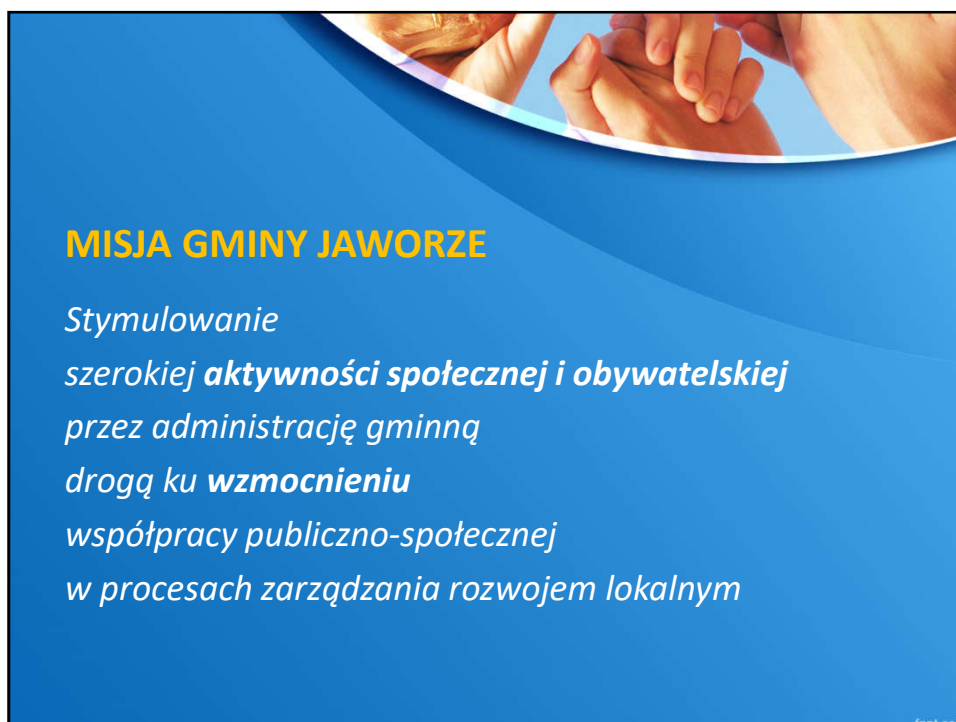 MISJA GMINY JAWORZE
Stymulowanie
szerokiej aktywności społecznej i obywatelskiej
przez administrację gminną
drogą ku wzmocnieniu
współpracy publiczno-społecznej
w procesach zarządzania rozwojem lokalnym